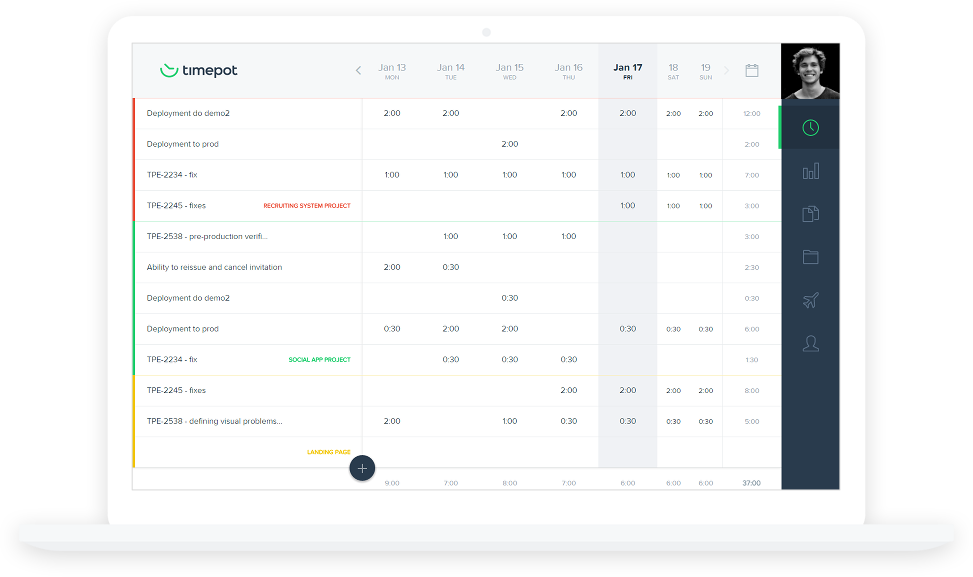 timepot Jan 13 Jan 14 Jan 15 Jan 16 Jan 17 18 19
MON TUE WED THU FRI SAT SUN
Deployment do demo2 2:00 2:00 2:00 2:00 2:00 2:00 12:00
Deployment to prod 2:00 2:00
TPE-2234 - fix 1:00 1:00 1:00 1:00 1:00 1:00 1:00 7:00
TPE-2245 - fixes RECRUITING SYSTEM PROJECT 1:00 1:00 1:00 3:00
TPE-2538 - pre-production verifi... 1:00 1:00 1:00 3:00
Ability to reissue and cancel invitation 2:00 0:30 2:30
Deployment do demo2 0:30 0:30
Deployment to prod 0:30 2:00 2:00 0:30 0:30 0:30 6:00
TPE-2234 - fix SOCIAL APP PROJECT 0:30 0:30 0:30 1:30
TPE-2245 - fixes 2:00 2:00 2:00 2:00 8:00
TPE-2538 - defining visual problems... 2:00 1:00 0:30 0:30 0:30 0:30 5:00
LANDING PAGE
9:00 7:00 8:00 7:00 6:00 6:00 6:00 37:00